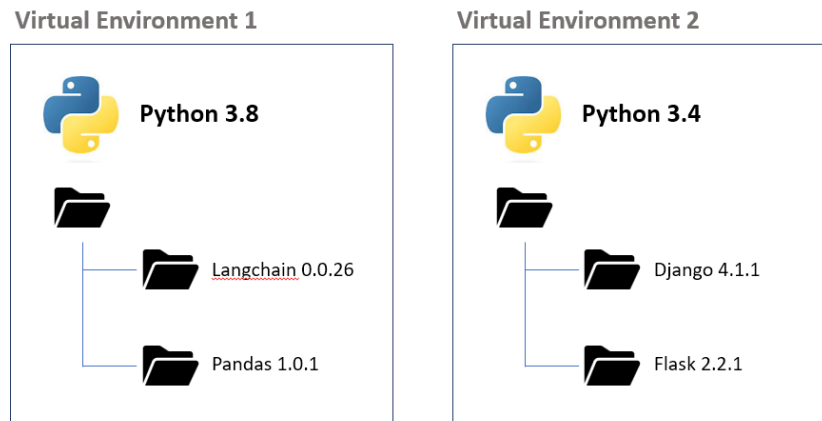 Virtual Environment 1
Python 3.8
Langchain 0.0.26
Pandas 1.0.1
Virtual Environment 2
Python 3.4
Django 4.1.1
Flask 2.2.1